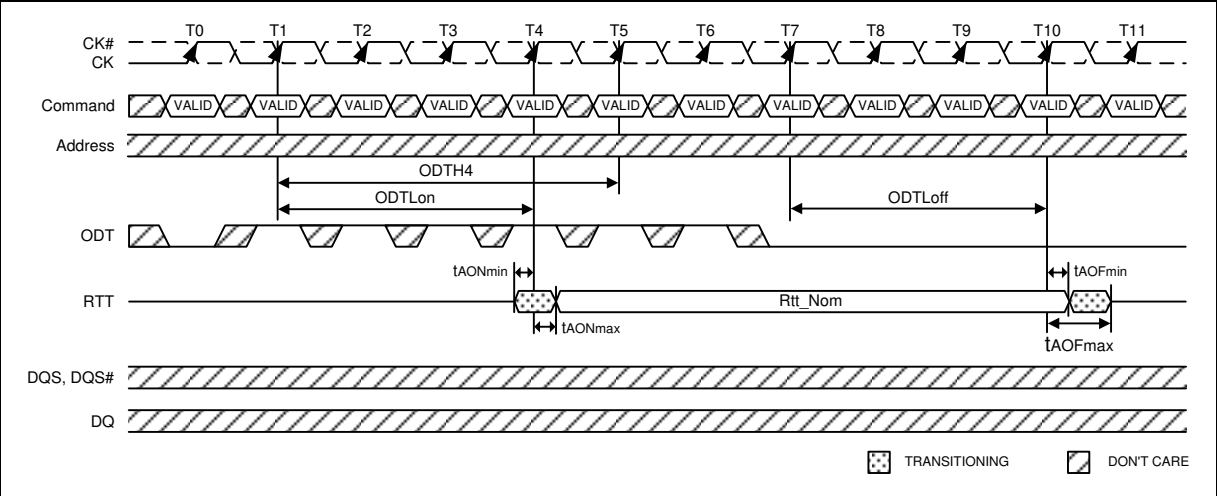 T0 T1 T2 T3 T4 T5 T6 T7 T8 T9 T10 T11
CK#
CK
Command VALID VALID VALID VALID VALID VALID VALID VALID VALID VALID VALID VALID
Address
ODTH4
ODTLon ODTLoff
ODT
tAONmin tAOFmin
RTT Rtt_Nom
tAONmax
tAOFmax
DQS, DQS#
DQ
TRANSITIONING DON'T CARE